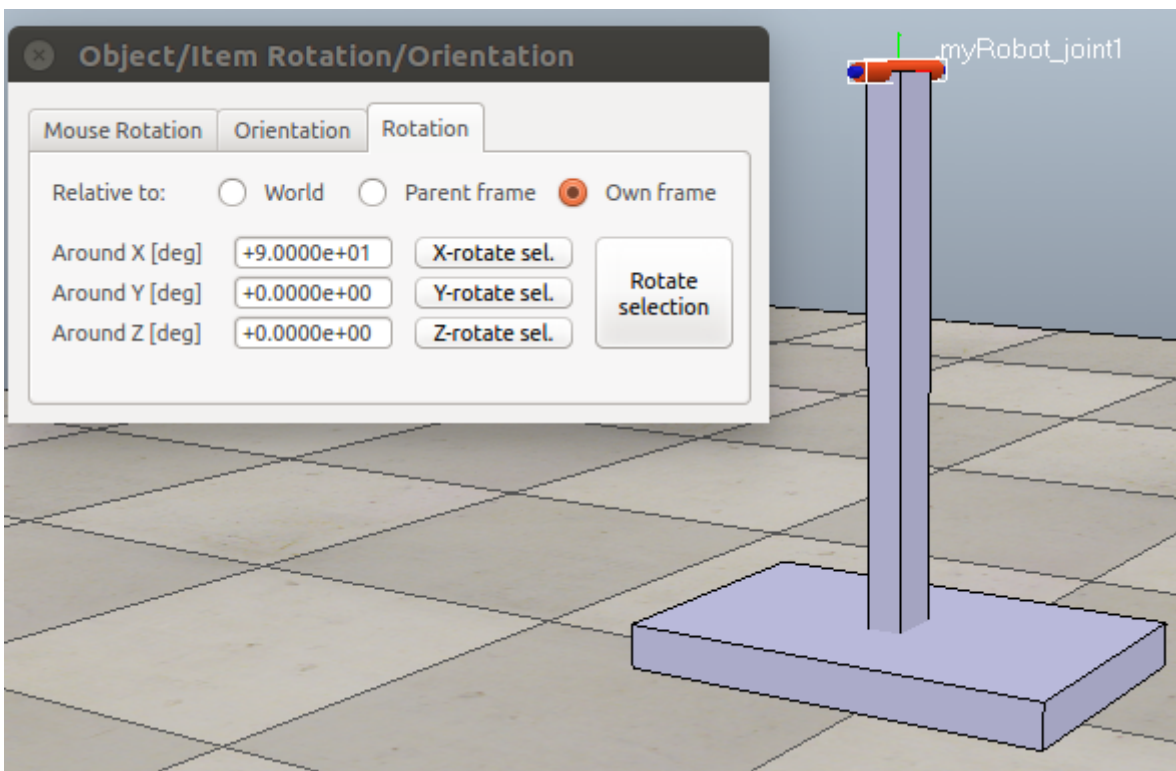 Object/Item Rotation/Orientation
myRobot_joint1
Mouse Rotation Orientation Rotation
Relative to: World Parent frame Own frame
Around X [deg] +9.0000e+01 X-rotate sel.
Around Y [deg] +0.0000e+00 Y-rotate sel.
Around Z [deg] +0.0000e+00 Z-rotate sel.
Rotate
selection